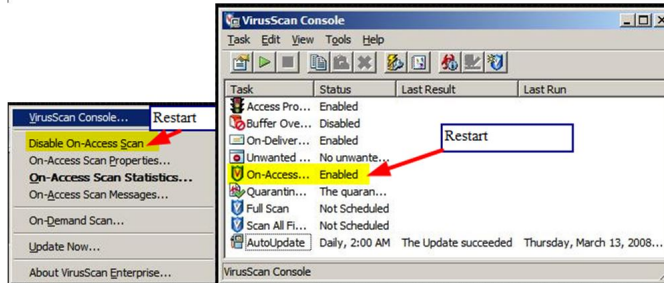 VirusScan Console...
Restart
Disable On-Access Scan
On-Access Scan Properties...
On-Access Scan Statistics...
On-Access Scan Messages...
On-Demand Scan...
Update Now...
About VirusScan Enterprise...
VirusScan Console
Task Edit View Tools Help
Task Status Last Result Last Run
Access Pro... Enabled
Buffer Ove... Disabled
On-Deliver... Enabled
Restart
Unwanted ... No unwante...
On-Access... Enabled
Quarantin... The quaran...
Full Scan Not Scheduled
Scan All Fi... Not Scheduled
AutoUpdate Daily, 2:00 AM The Update succeeded Thursday, March 13, 2008...
VirusScan Console